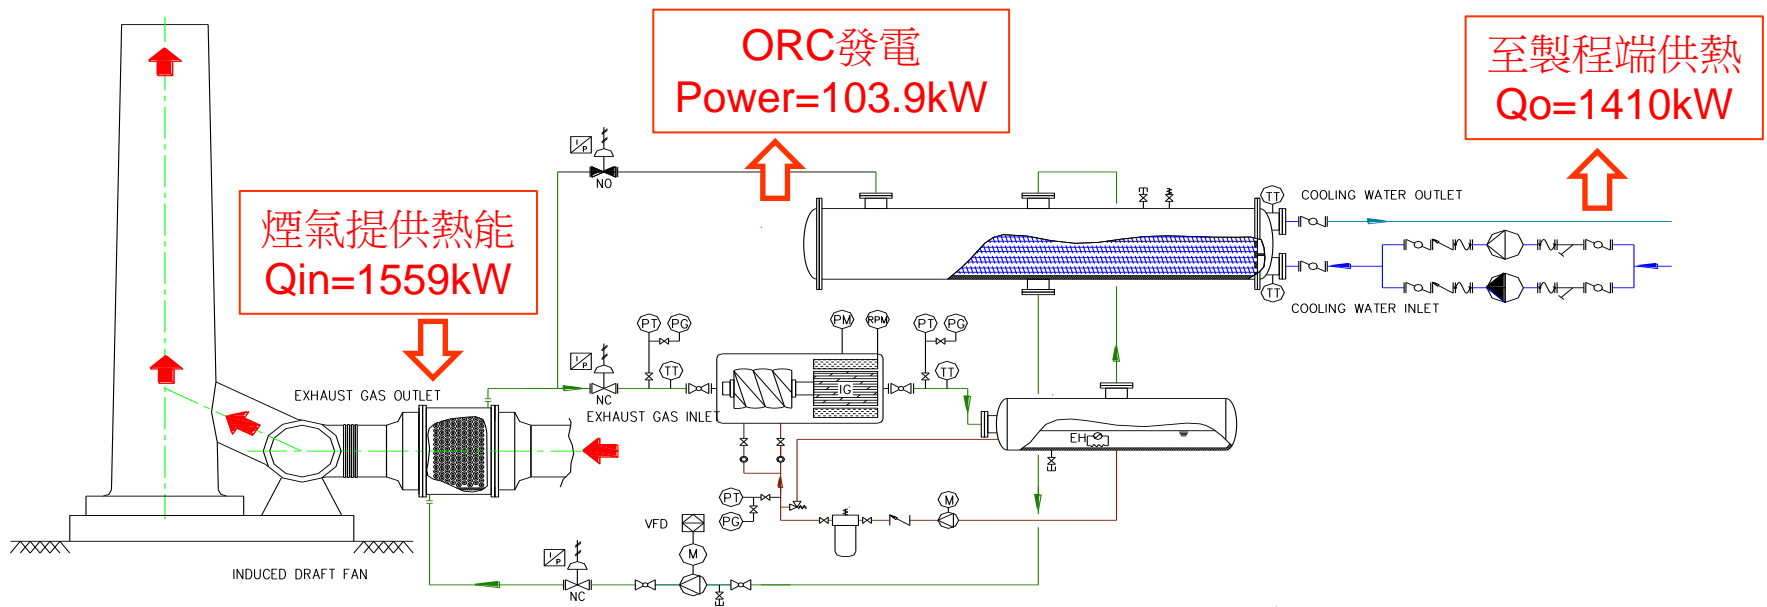 ORC發電
Power=103.9kW
至製程端供熱
Qo=1410kW
煙氣提供熱能
Qin=1559kW
I/P
NO
TT
COOLING WATER OUTLET
TT
COOLING WATER INLET
PT
PG
PM
RPM
PT
PG
I/P
NC
TT
IG
TT
EXHAUST GAS OUTLET
EXHAUST GAS INLET
EH
PT
PG
M
VFD
M
I/P
NC
INDUCED DRAFT FAN